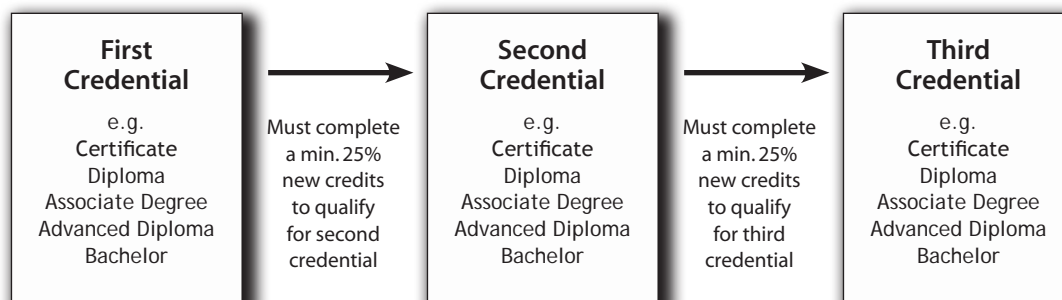 First
Credential
e.g.
Certificate
Diploma
Associate Degree
Advanced Diploma
Bachelor
Must complete
a min. 25%
new credits
to qualify
for second
credential
Second
Credential
e.g.
Certificate
Diploma
Associate Degree
Advanced Diploma
Bachelor
Must complete
a min. 25%
new credits
to qualify
for third
credential
Third
Credential
e.g.
Certificate
Diploma
Associate Degree
Advanced Diploma
Bachelor